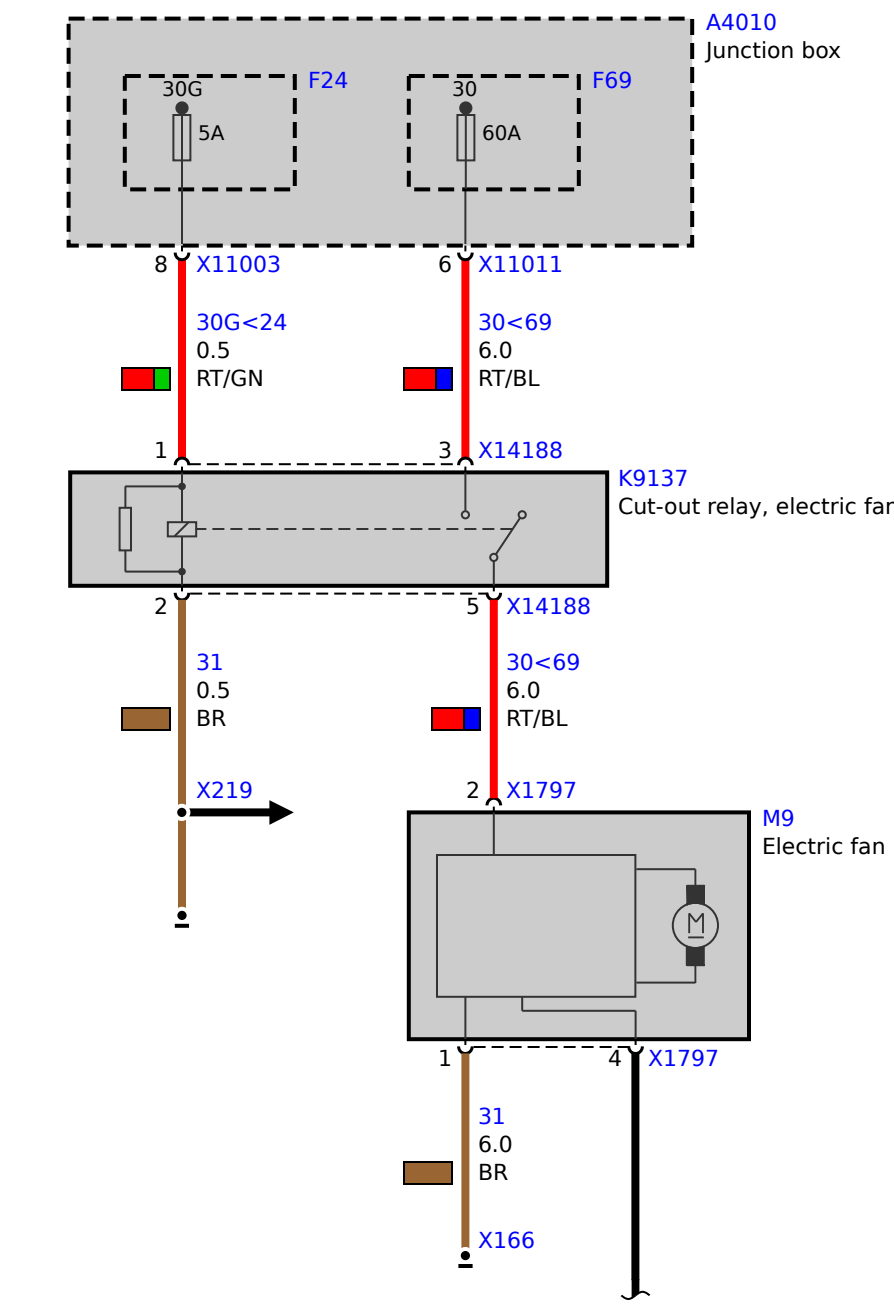 A4010
Junction box
F24
F69
30G
30
5A
60A
8 X11003
6 X11011
30G<24
0.5
RT/GN
30<69
6.0
RT/BL
1
3 X14188
K9137
Cut-out relay, electric fan
2
5 X14188
31
0.5
BR
30<69
6.0
RT/BL
X219
2 X1797
M9
Electric fan
M
1
4 X1797
31
6.0
BR
X166